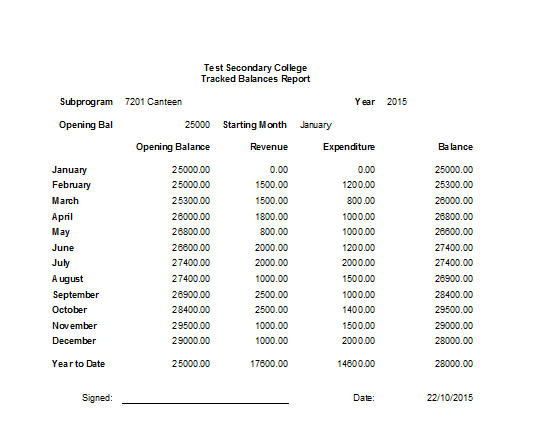 Test Secondary College
Tracked Balances Report
Subprogram 7201 Canteen Year 2015
Opening Bal 25000 Starting Month January
Opening Balance Revenue Expenditure Balance
January 25000.00 0.00 0.00 25000.00
February 25000.00 1500.00 1200.00 25300.00
March 25300.00 1500.00 800.00 26000.00
April 26000.00 1800.00 1000.00 26800.00
May 26800.00 800.00 1000.00 26600.00
June 26600.00 2000.00 1200.00 27400.00
July 27400.00 2000.00 2000.00 27400.00
August 27400.00 1000.00 1500.00 26900.00
September 26900.00 2500.00 1000.00 28400.00
October 28400.00 2500.00 1400.00 29500.00
November 29500.00 1000.00 1500.00 29000.00
December 29000.00 1000.00 2000.00 28000.00
Year to Date 25000.00 17600.00 14600.00 28000.00
Signed: Date: 22/10/2015